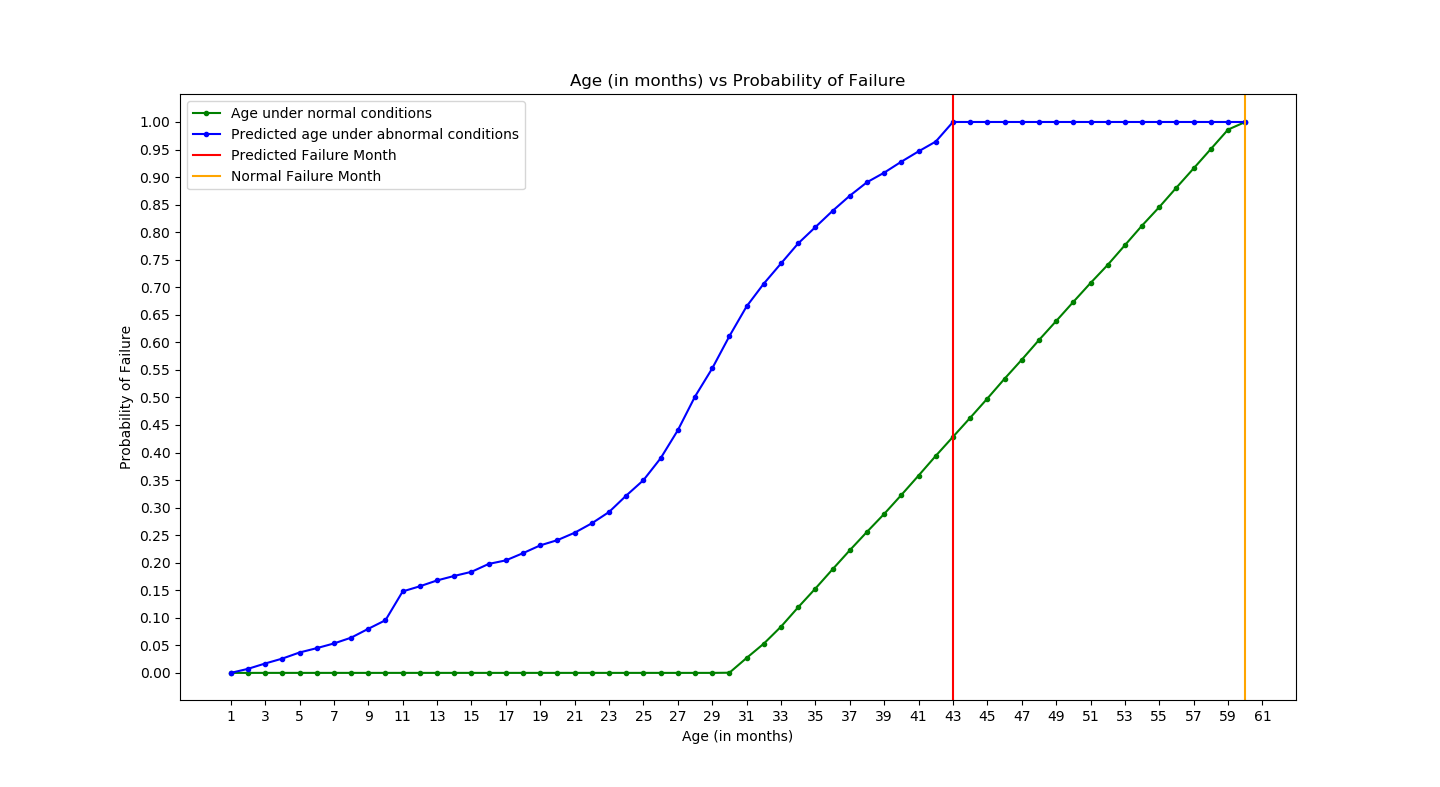 Age (in months) vs Probability of Failure
Age under normal conditions
Predicted age under abnormal conditions
Predicted Failure Month
Normal Failure Month
1.00
0.95
0.90
0.85
0.80
0.75
0.70
0.65
0.60
0.55
0.50
0.45
0.40
0.35
0.30
0.25
0.20
0.15
0.10
0.05
0.00
Probability of Failure
1 3 5 7 9 11 13 15 17 19 21 23 25 27 29 31 33 35 37 39 41 43 45 47 49 51 53 55 57 59 61
Age (in months)